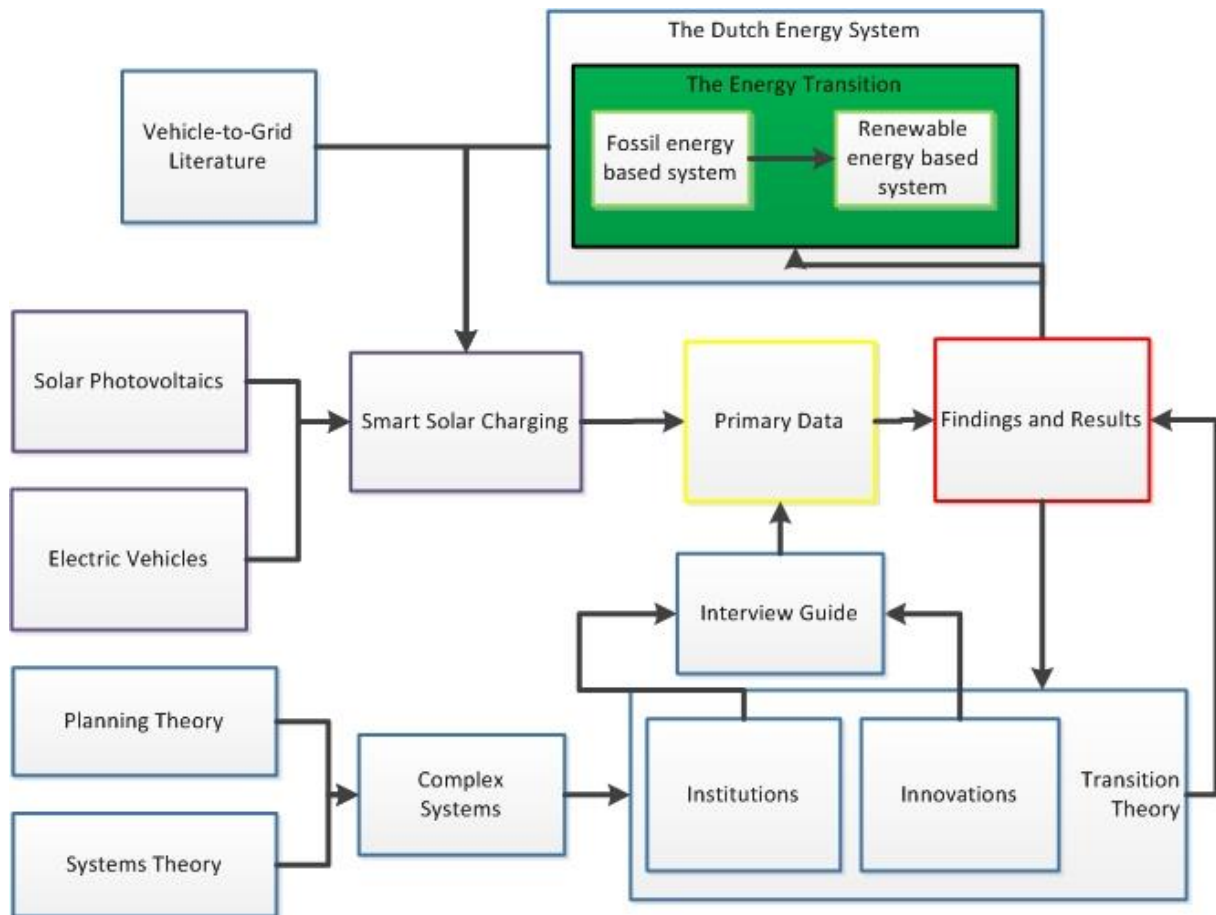 The Dutch Energy System
The Energy Transition
Vehicle-to-Grid
Literature
Fossil energy
based system
Renewable
energy based
system
Solar Photovoltaics
Smart Solar Charging
Primary Data
Findings and Results
Electric Vehicles
Interview Guide
Planning Theory
Complex
Systems
Institutions
Innovations
Transition
Theory
Systems Theory